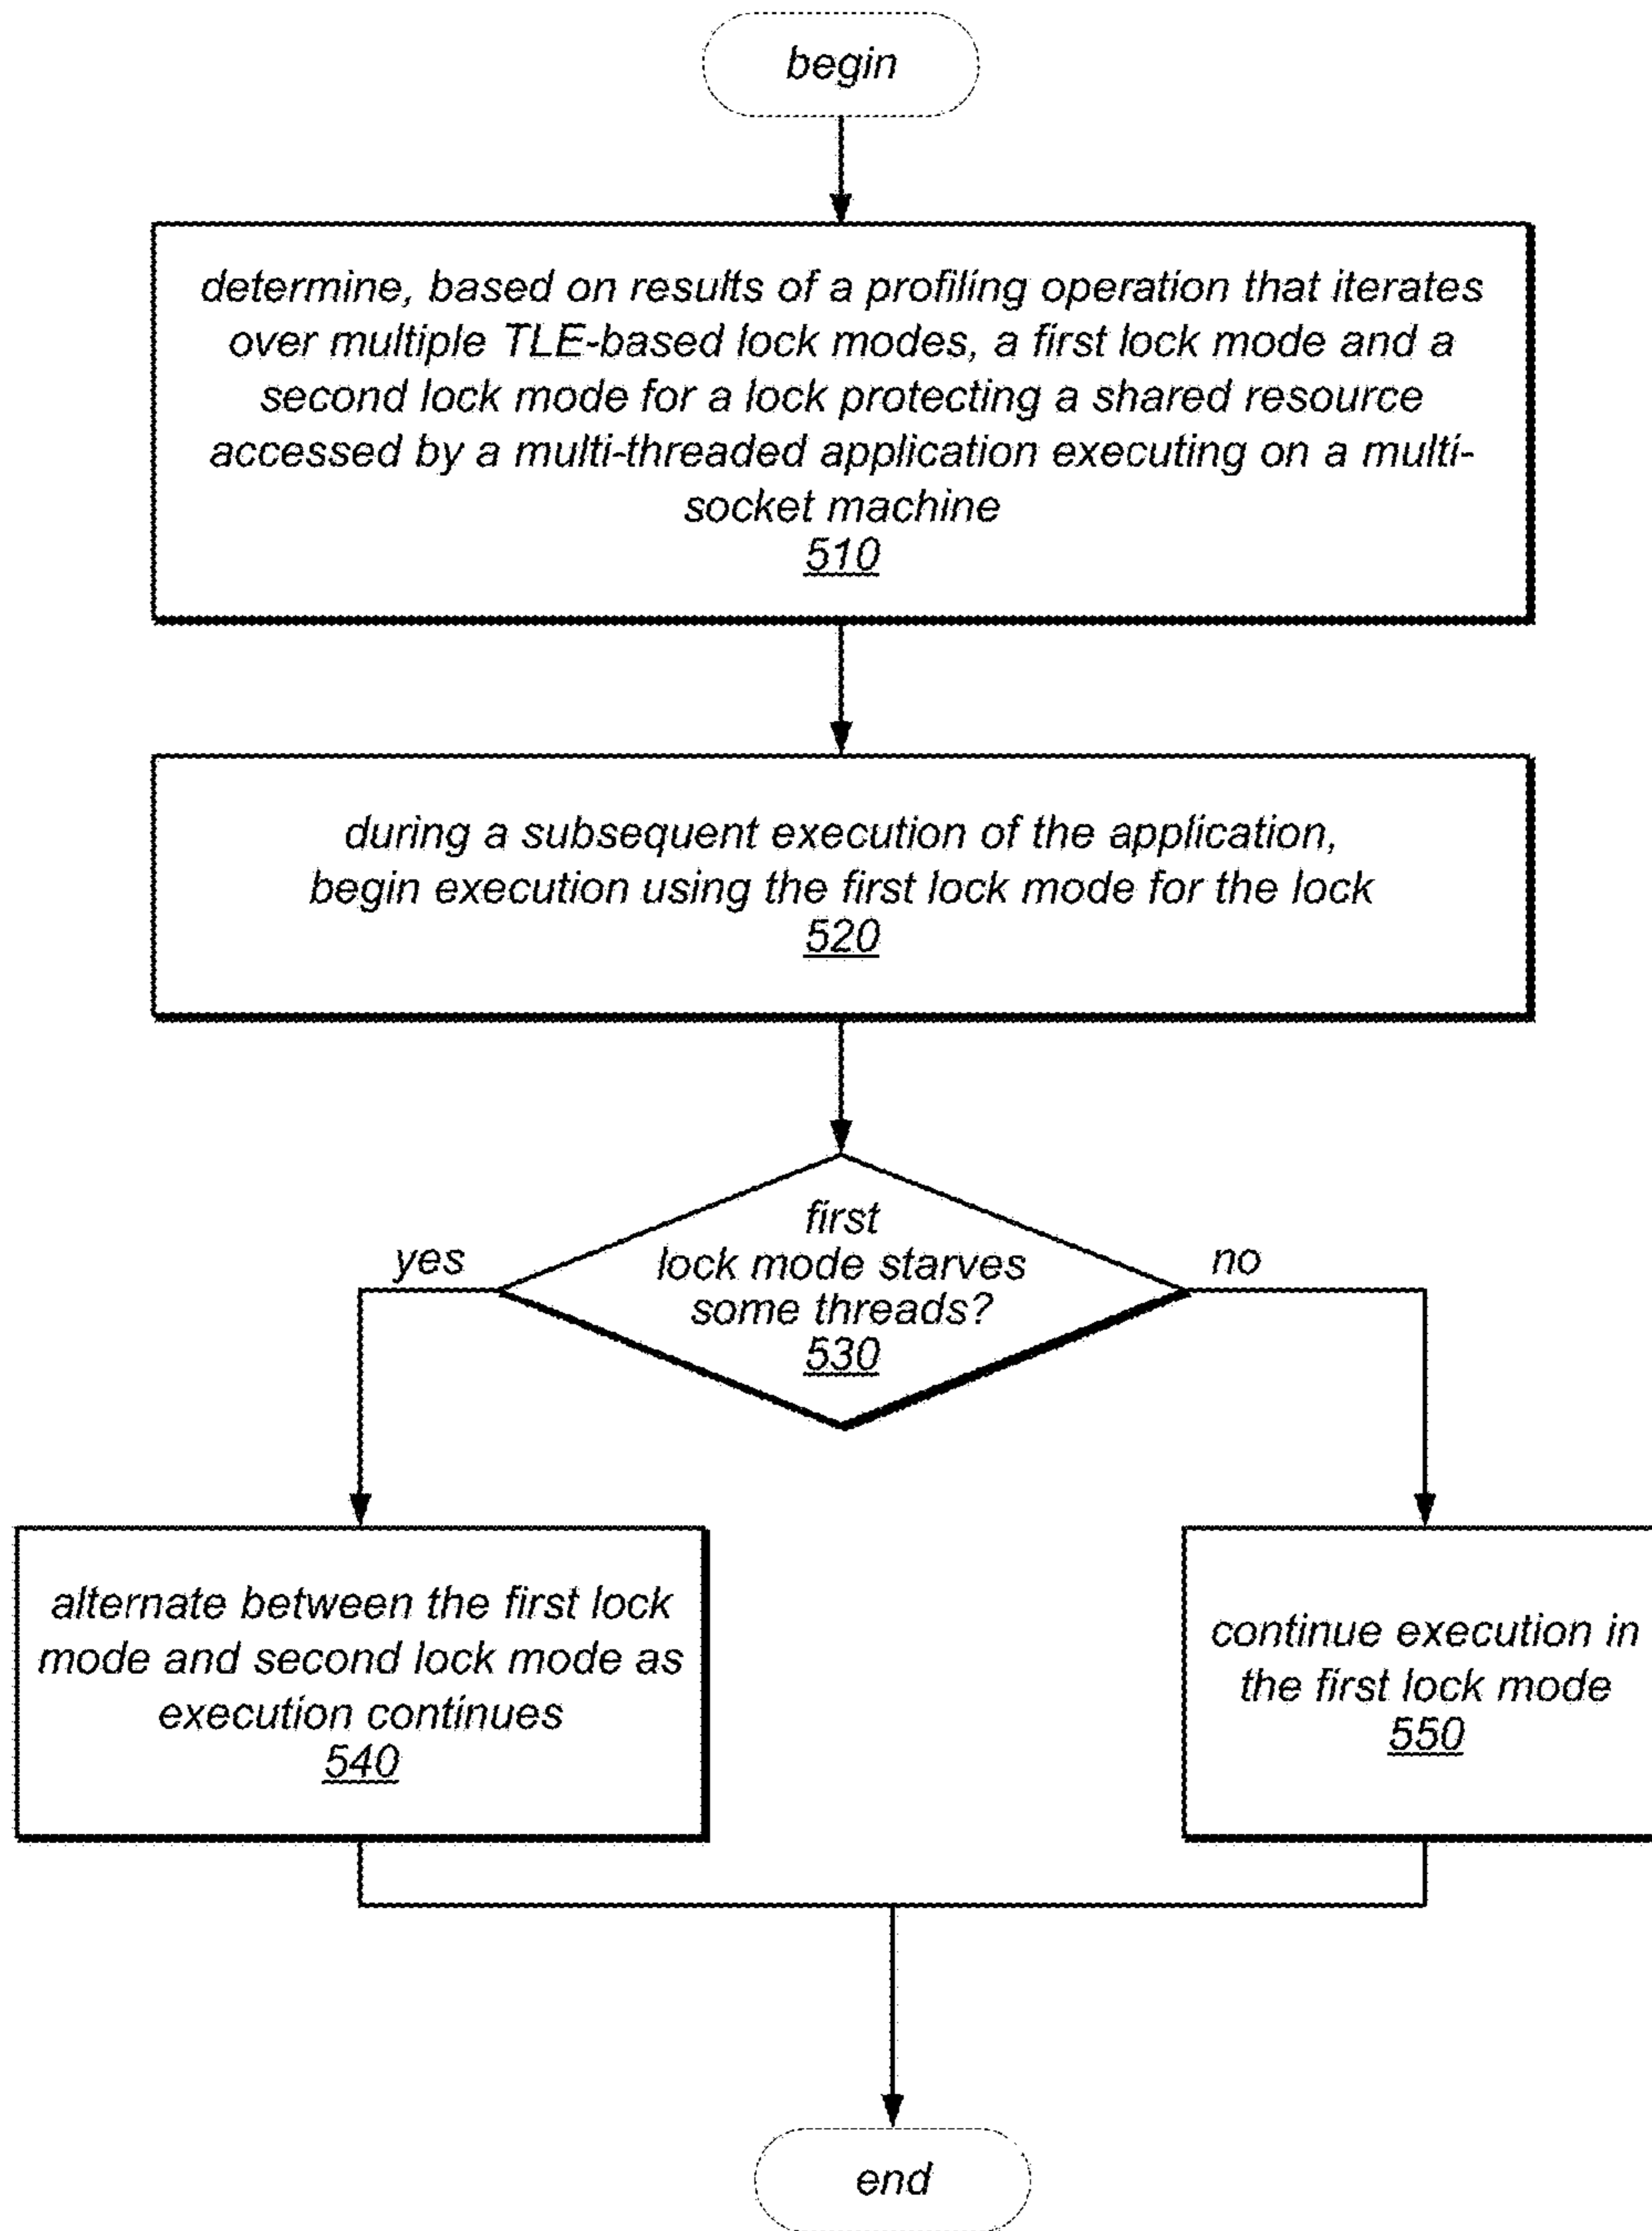 begin
determine, based on results of a profiling operation that iterates
over multiple TLE-based lock modes, a first lock mode and a
second lock mode for a lock protecting a shared resource
accessed by a multi-threaded application executing on a multi-
socket machine
510
during a subsequent execution of the application,
begin execution using the first lock mode for the lock
520
first
lock mode starves
some threads?
530
yes
no
alternate between the first lock
mode and second lock mode as
execution continues
540
continue execution in
the first lock mode
550
end